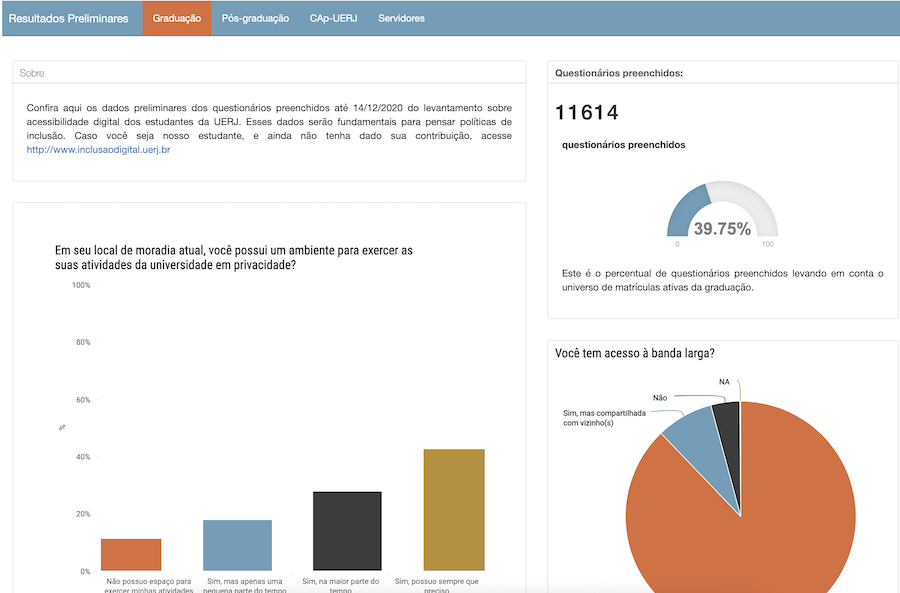 Resultados Preliminares Graduação Pós-graduação CAp-UERJ Servidores
Sobre
Confira aqui os dados preliminares dos questionários preenchidos até 14/12/2020 do levantamento sobre
acessibilidade digital dos estudantes da UERJ. Esses dados serão fundamentais para pensar políticas de
inclusão. Caso você seja nosso estudante, e ainda não tenha dado sua contribuição, acesse
http://www.inclusaodigital.uerj.br
Em seu local de moradia atual, você possui um ambiente para exercer as
suas atividades da universidade em privacidade?
100%
80%
60%
%
40%
20%
0%
Não possuo espaço para
exercer minhas atividades
Sim, mas apenas uma
pequena parte do tempo
Sim, na maior parte do
tempo
Sim, possuo sempre que
preciso
Questionários preenchidos:
11614
questionários preenchidos
39.75%
0 100
Este é o percentual de questionários preenchidos levando em conta o
universo de matrículas ativas da graduação.
Você tem acesso à banda larga?
NA
Não
Sim, mas compartilhada
com vizinho(s)